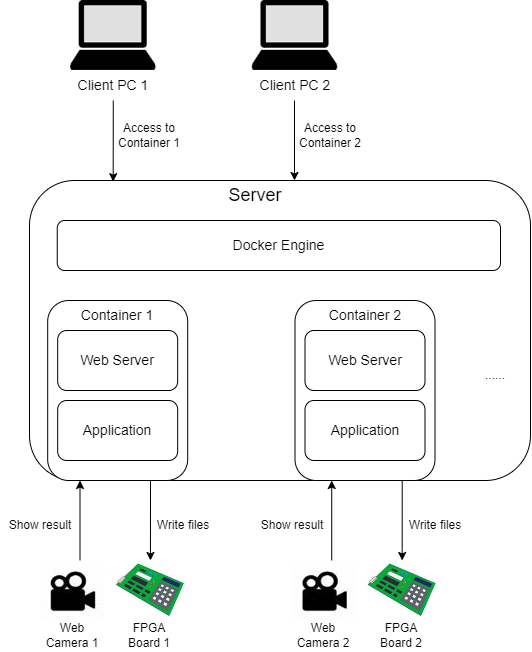 Client PC 1
Client PC 2
Access to
Container 1
Access to
Container 2
Server
Docker Engine
Container 1
Container 2
Web Server
Web Server
......
Application
Application
Show result
Write files
Show result
Write files
Web
Camera 1
FPGA
Board 1
Web
Camera 2
FPGA
Board 2